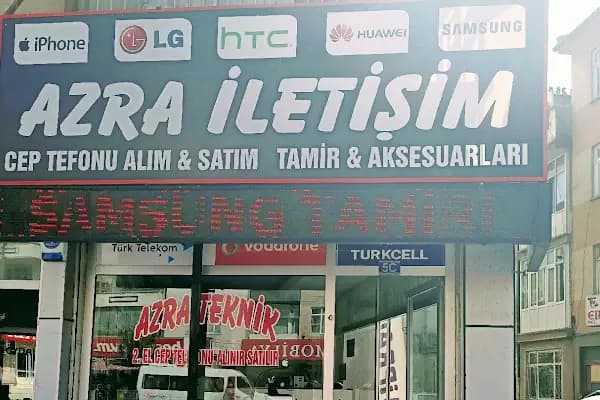 iPhone LG hTC HUAWEI SAMSUNG
AZRA İLETİŞİM
CEP TEFONU ALIM & SATIM TAMİR & AKSESUARLARI
SAMSUNG TAMİRİ
Türk Telekom vodafone TURKCELL
5C
AZRA TEKNİK
2. EL CEP TELEFONU ALINIR SATILIR